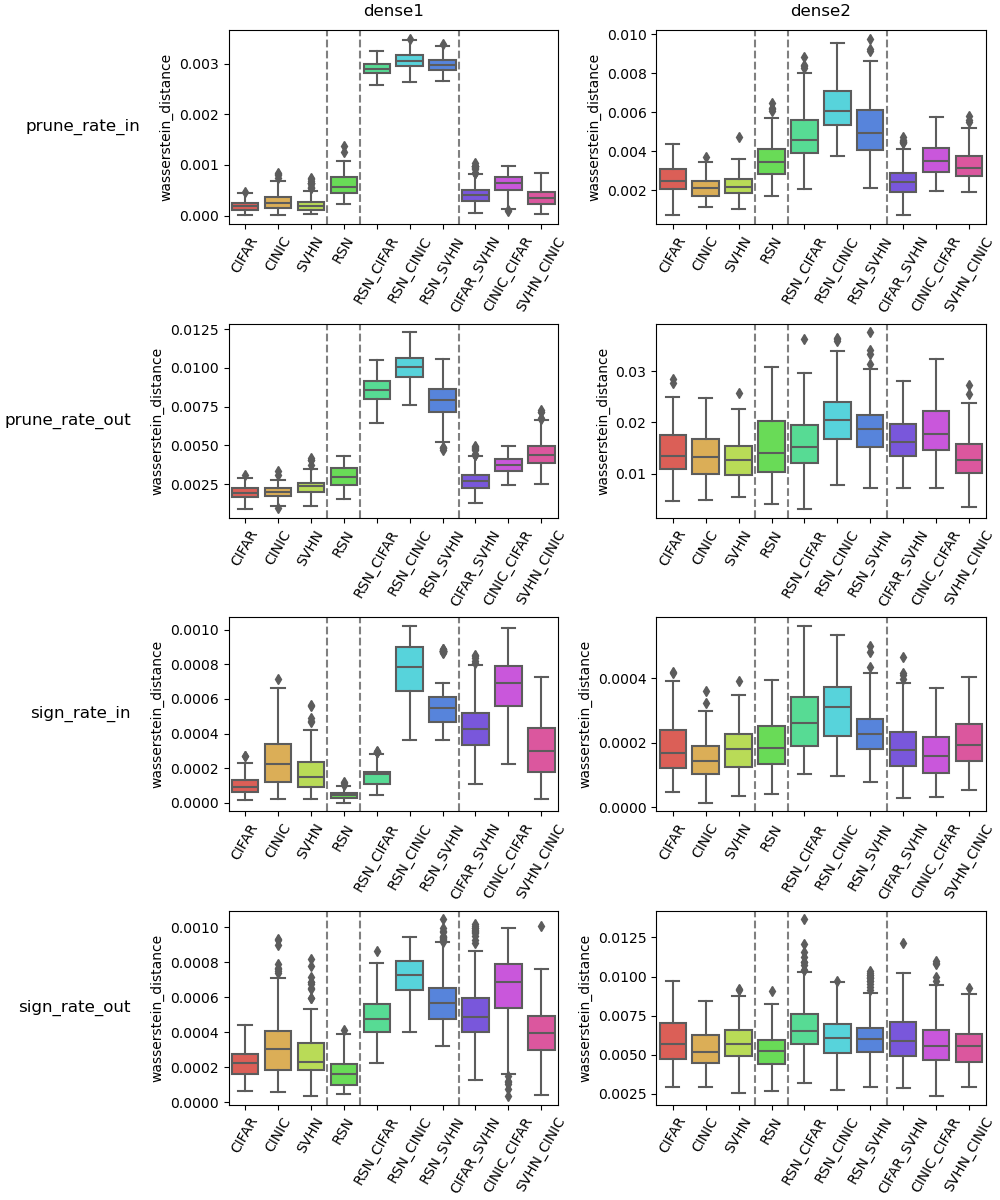 dense1
dense2
prune_rate_in
wasserstein_distance
0.003
0.002
0.001
0.000
CIFAR
CINIC
SVHN
RSN
RSN_CIFAR
RSN_CINIC
RSN_SVHN
CIFAR_SVHN
CINIC_CIFAR
SVHN_CINIC
wasserstein_distance
0.010
0.008
0.006
0.004
0.002
CIFAR
CINIC
SVHN
RSN
RSN_CIFAR
RSN_CINIC
RSN_SVHN
CIFAR_SVHN
CINIC_CIFAR
SVHN_CINIC
prune_rate_out
wasserstein_distance
0.0125
0.0100
0.0075
0.0050
0.0025
CIFAR
CINIC
SVHN
RSN
RSN_CIFAR
RSN_CINIC
RSN_SVHN
CIFAR_SVHN
CINIC_CIFAR
SVHN_CINIC
wasserstein_distance
0.03
0.02
0.01
CIFAR
CINIC
SVHN
RSN
RSN_CIFAR
RSN_CINIC
RSN_SVHN
CIFAR_SVHN
CINIC_CIFAR
SVHN_CINIC
sign_rate_in
wasserstein_distance
0.0010
0.0008
0.0006
0.0004
0.0002
0.0000
CIFAR
CINIC
SVHN
RSN
RSN_CIFAR
RSN_CINIC
RSN_SVHN
CIFAR_SVHN
CINIC_CIFAR
SVHN_CINIC
wasserstein_distance
0.0004
0.0002
0.0000
CIFAR
CINIC
SVHN
RSN
RSN_CIFAR
RSN_CINIC
RSN_SVHN
CIFAR_SVHN
CINIC_CIFAR
SVHN_CINIC
sign_rate_out
wasserstein_distance
0.0010
0.0008
0.0006
0.0004
0.0002
0.0000
CIFAR
CINIC
SVHN
RSN
RSN_CIFAR
RSN_CINIC
RSN_SVHN
CIFAR_SVHN
CINIC_CIFAR
SVHN_CINIC
wasserstein_distance
0.0125
0.0100
0.0075
0.0050
0.0025
CIFAR
CINIC
SVHN
RSN
RSN_CIFAR
RSN_CINIC
RSN_SVHN
CIFAR_SVHN
CINIC_CIFAR
SVHN_CINIC